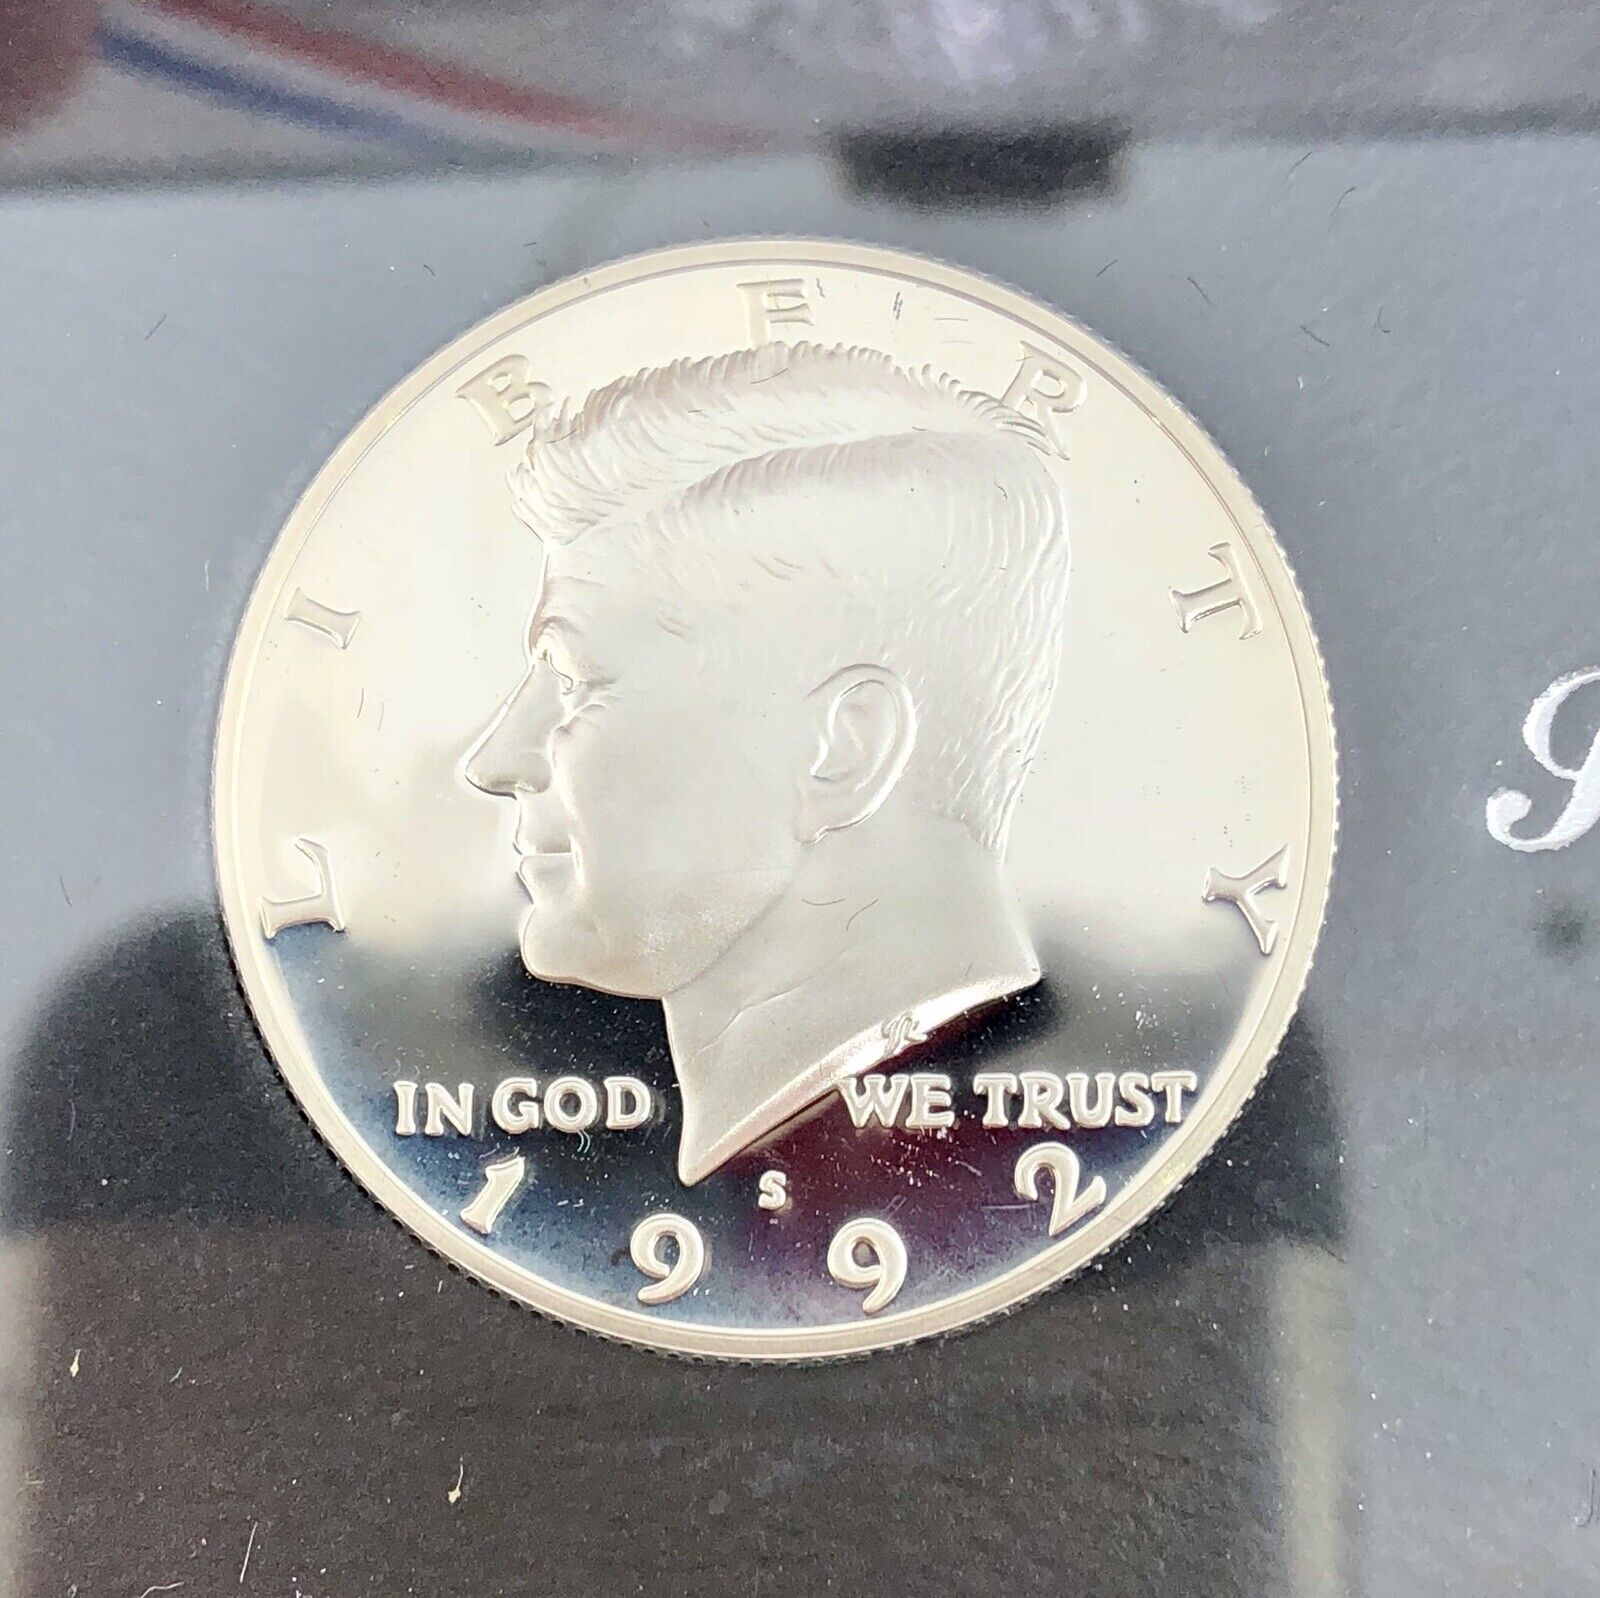 LIBERTY
IN GOD WE TRUST
S
1992